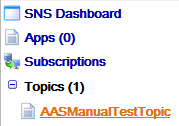 SNS Dashboard
Apps (0)
Subscriptions
Topics (1)
AASManualTestTopic